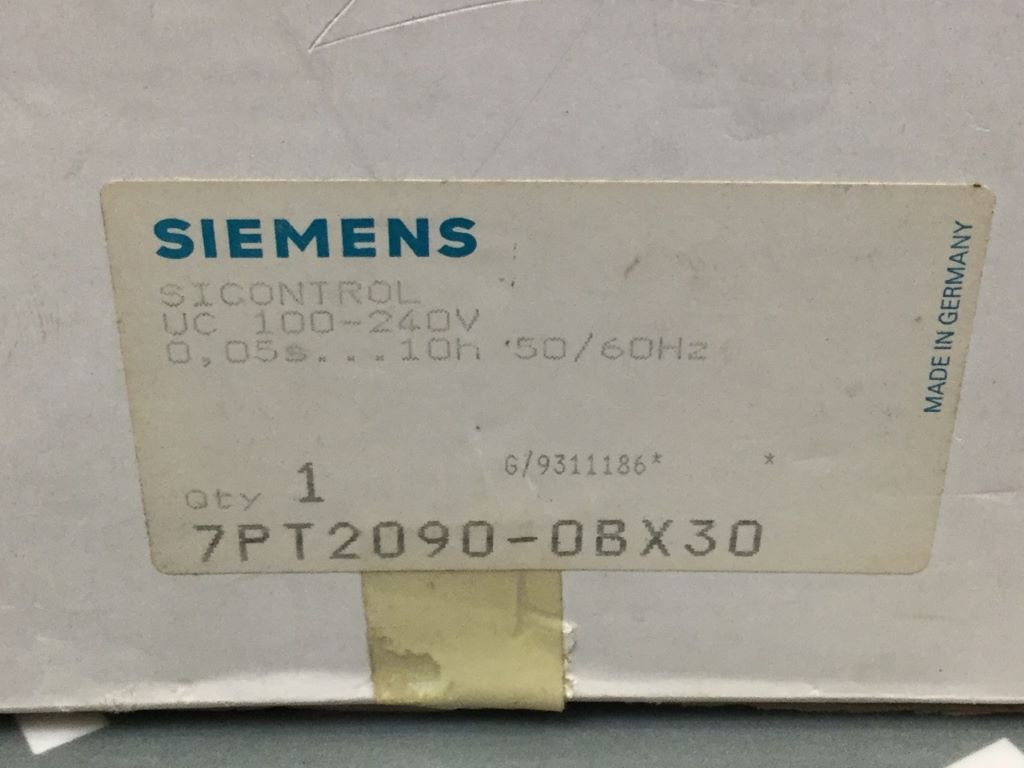 SIEMENS
SICONTROL
UC 100-240V
0,05s...10h 50/60Hz
MADE IN GERMANY
G/9311186* *
Qty 1
7PT2090-0BX30